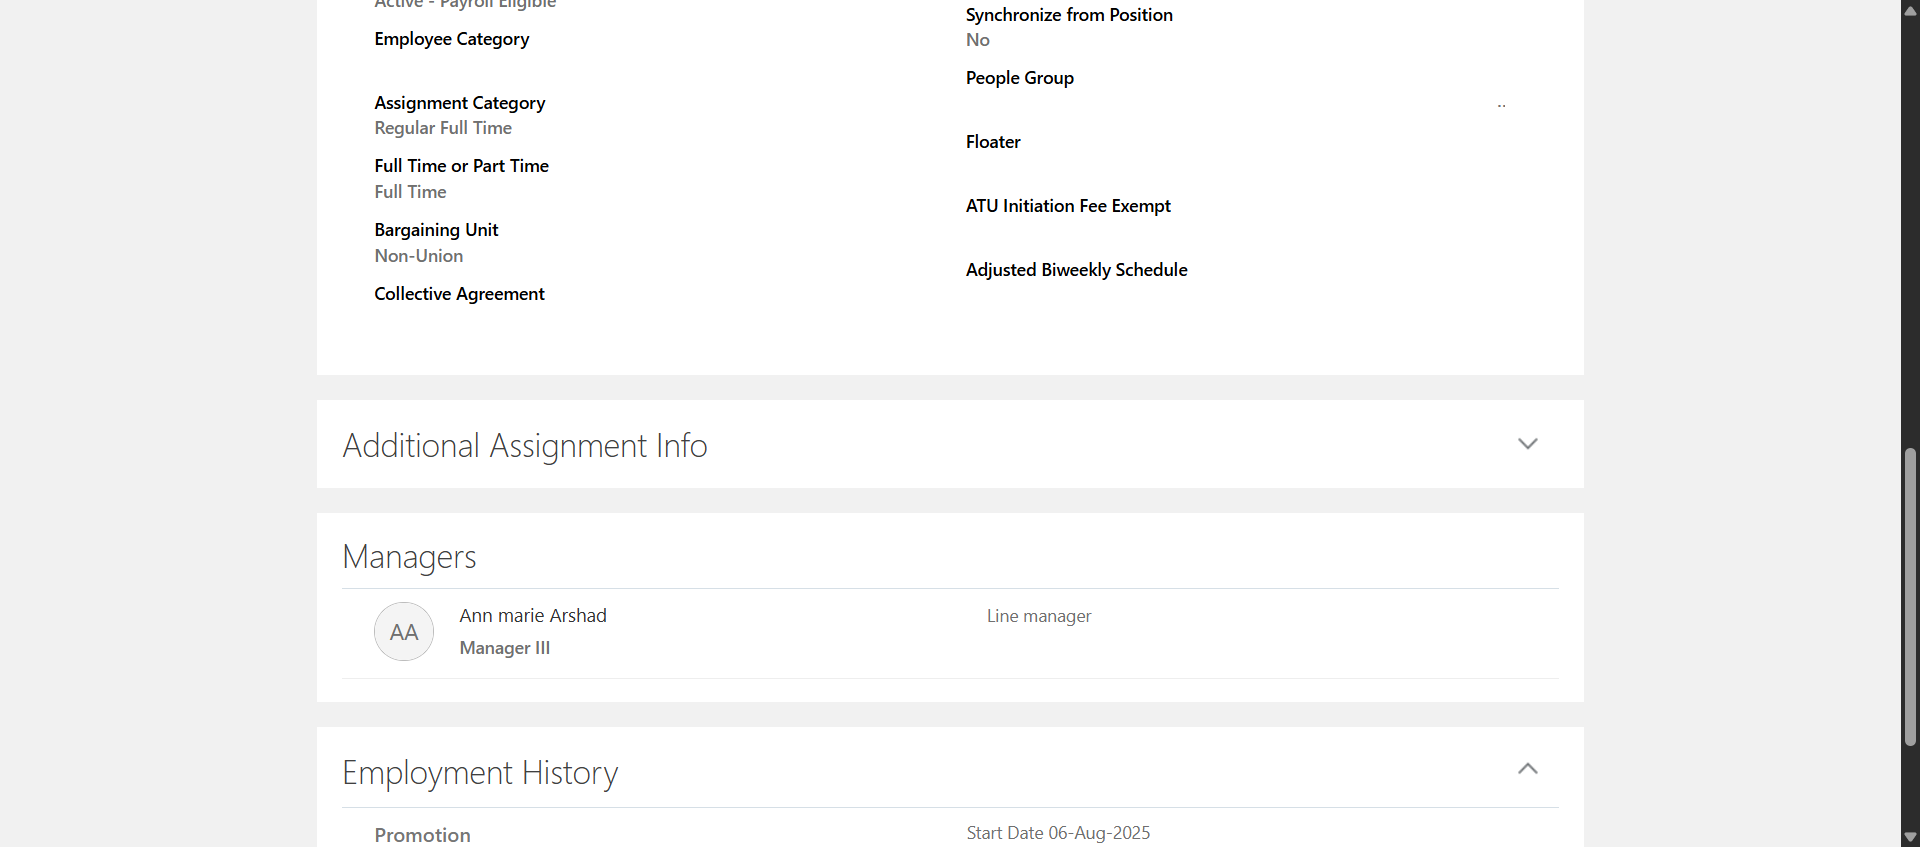 Active - Payroll Eligible
Employee Category
Assignment Category
Regular Full Time
Full Time or Part Time
Full Time
Bargaining Unit
Non-Union
Collective Agreement
Synchronize from Position
No
People Group
..
Floater
ATU Initiation Fee Exempt
Adjusted Biweekly Schedule
Additional Assignment Info
Managers
AA
Ann marie Arshad
Manager III
Line manager
Employment History
Promotion
Start Date 06-Aug-2025